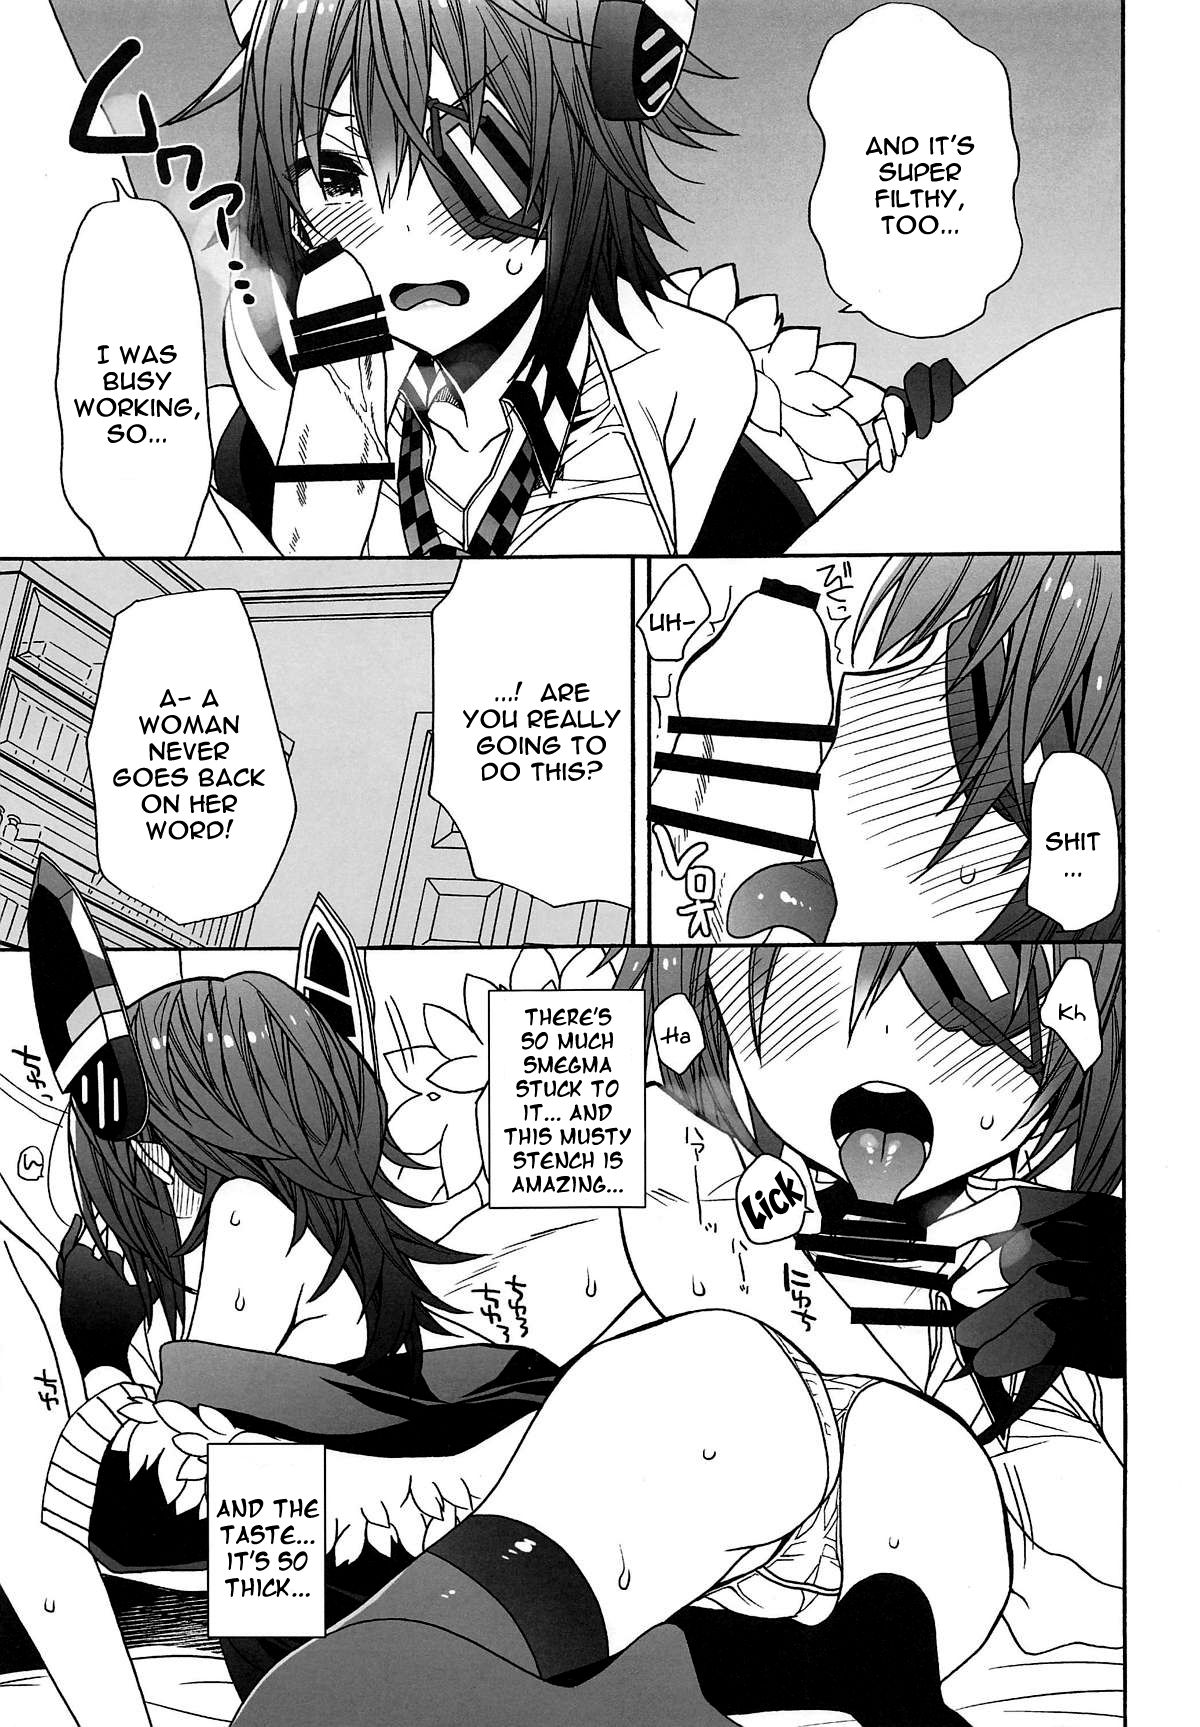 AND IT'S
SUPER
FILTHY,
TOO...
ムワァ…
I WAS
BUSY
WORKING,
SO...
UH-
SHIT
...
...! ARE
YOU REALLY
GOING TO
DO THIS?
A- A
WOMAN
NEVER
GOES BACK
ON HER
WORD!
Kh
Ha
Lick
THERE'S
SO MUCH
SMEGMA
STUCK TO
IT... AND
THIS MUSTY
STENCH IS
AMAZING...
AND THE
TASTE...
IT'S SO
THICK...